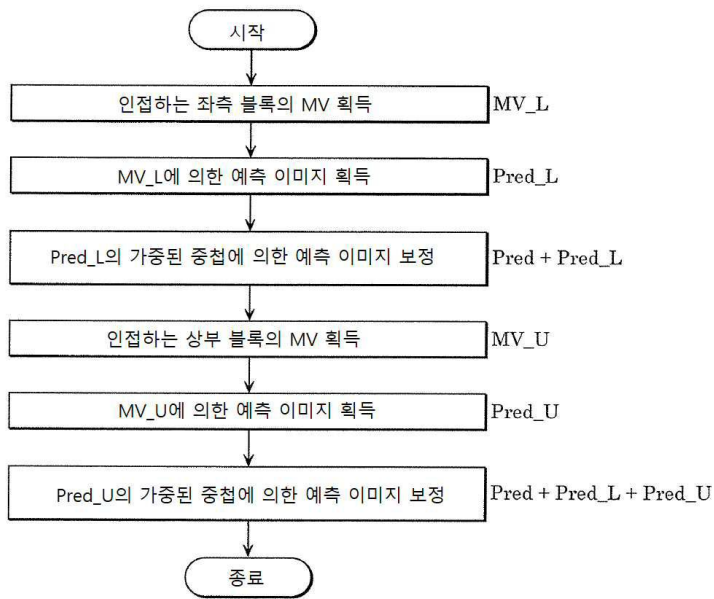 시작
인접하는 좌측 블록의 MV 획득 MV_L
MV_L에 의한 예측 이미지 획득 Pred_L
Pred_L의 가중된 중첩에 의한 예측 이미지 보정 Pred + Pred_L
인접하는 상부 블록의 MV 획득 MV_U
MV_U에 의한 예측 이미지 획득 Pred_U
Pred_U의 가중된 중첩에 의한 예측 이미지 보정 Pred + Pred_L + Pred_U
종료